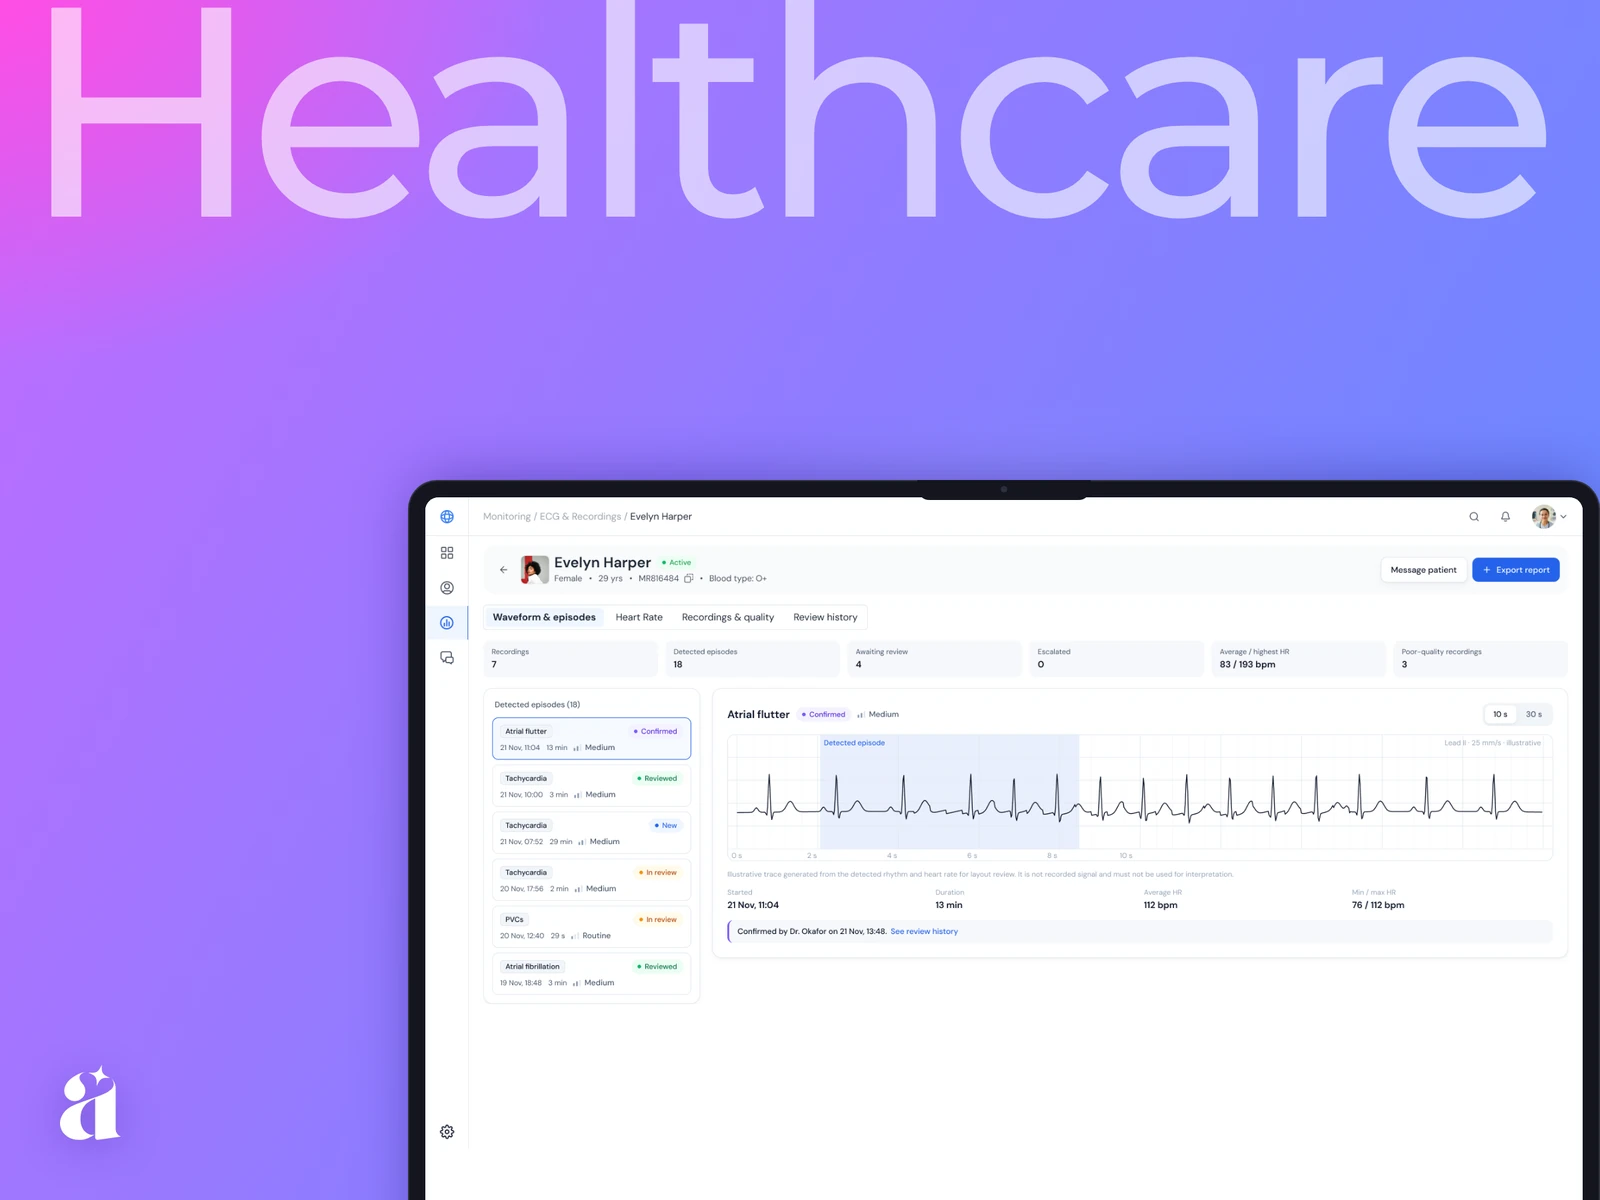 Healthcare
Monitoring / ECG & Recordings / Evelyn Harper
Evelyn Harper
Active
Female • 29 yrs • MR816484 • Blood type: O+
Message patient
+ Export report
Waveform & episodes
Heart Rate
Recordings & quality
Review history
Recordings
7
Detected episodes
18
Awaiting review
4
Escalated
0
Average / highest HR
83 / 193 bpm
Poor-quality recordings
3
Detected episodes (18)
Atrial flutter
Confirmed
21 Nov, 11:04 13 min Medium
Tachycardia
Reviewed
21 Nov, 10:00 3 min Medium
Tachycardia
New
21 Nov, 07:52 29 min Medium
Tachycardia
In review
20 Nov, 17:56 2 min Medium
PVCs
In review
20 Nov, 12:40 29 s Routine
Atrial fibrillation
Reviewed
19 Nov, 18:48 3 min Medium
Atrial flutter
Confirmed
Medium
10 s
30 s
Detected episode
Lead II · 25 mm/s · illustrative
0 s 2 s 4 s 6 s 8 s 10 s
Illustrative trace generated from the detected rhythm and heart rate for layout review. It is not recorded signal and must not be used for interpretation.
Started
21 Nov, 11:04
Duration
13 min
Average HR
112 bpm
Min / max HR
76 / 112 bpm
Confirmed by Dr. Okafor on 21 Nov, 13:48. See review history
a